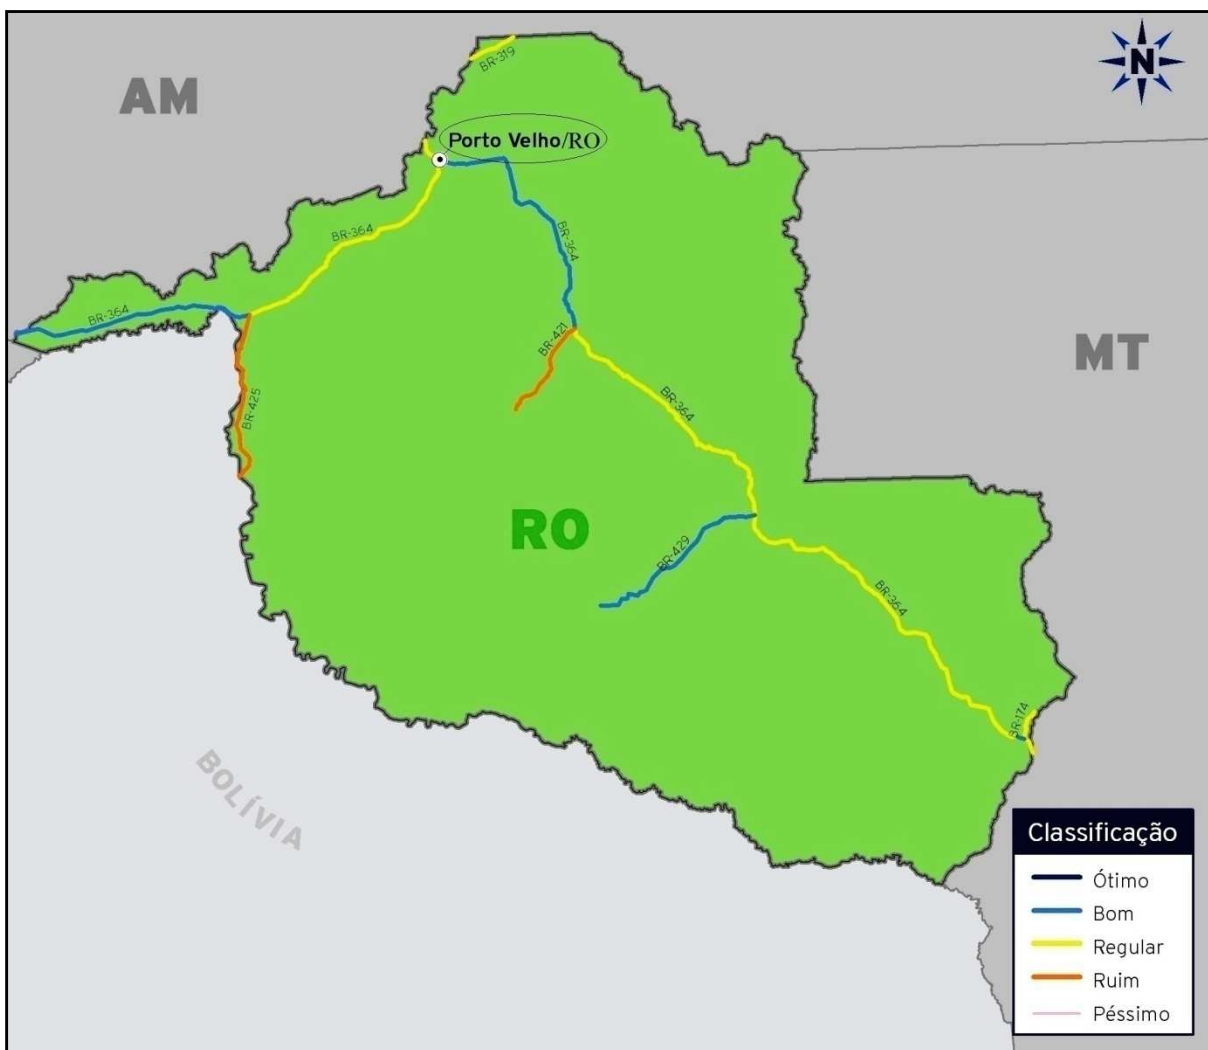 BR-319
N
AM
Porto Velho/RO
BR-364
BR-364
BR-364
BR-421
MT
BR-425
BR-364
RO
BR-429
BR-364
BR-174
BOLÍVIA
Classificação
Ótimo
Bom
Regular
Ruim
Péssimo